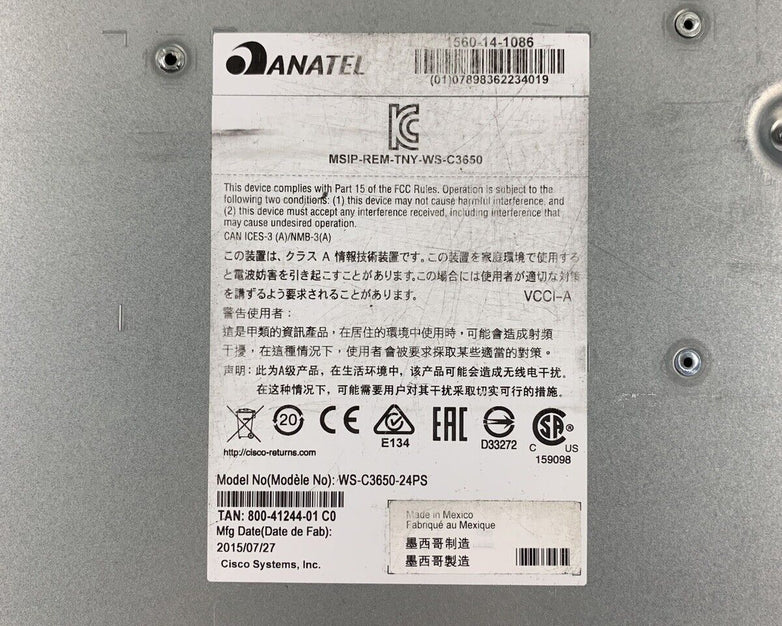 ANATEL
1560-14-1086
(01)07898362234019
MSIP-REM-TNY-WS-C3650
This device complies with Part 15 of the FCC Rules. Operation is subject to the
following two conditions: (1) this device may not cause harmful interference, and
(2) this device must accept any interference received, including interference that
may cause undesired operation.
CAN ICES-3 (A)/NMB-3(A)
この装置は、クラス A 情報技術装置です。この装置を家庭環境で使用する
と電波妨害を引き起こすことがあります。この場合には使用者が適切な対策
を講ずるよう要求されることがあります。 VCCI-A
警告使用者：
這是甲類的資訊產品，在居住的環境中使用時，可能會造成射頻
干擾，在這種情況下，使用者會被要求採取某些適當的對策。
声明：此为A级产品，在生活环境中，该产品可能会造成无线电干扰。
在这种情况下，可能需要用户对其干扰采取切实可行的措施。
20 CE EAC SA®
E134 D33272 C US
159098
http://cisco-returns.com
Model No(Modèle No): WS-C3650-24PS
TAN: 800-41244-01 C0
Mfg Date(Date de Fab):
2015/07/27
Cisco Systems, Inc.
Made in Mexico
Fabriqué au Mexique
墨西哥制造
墨西哥製造